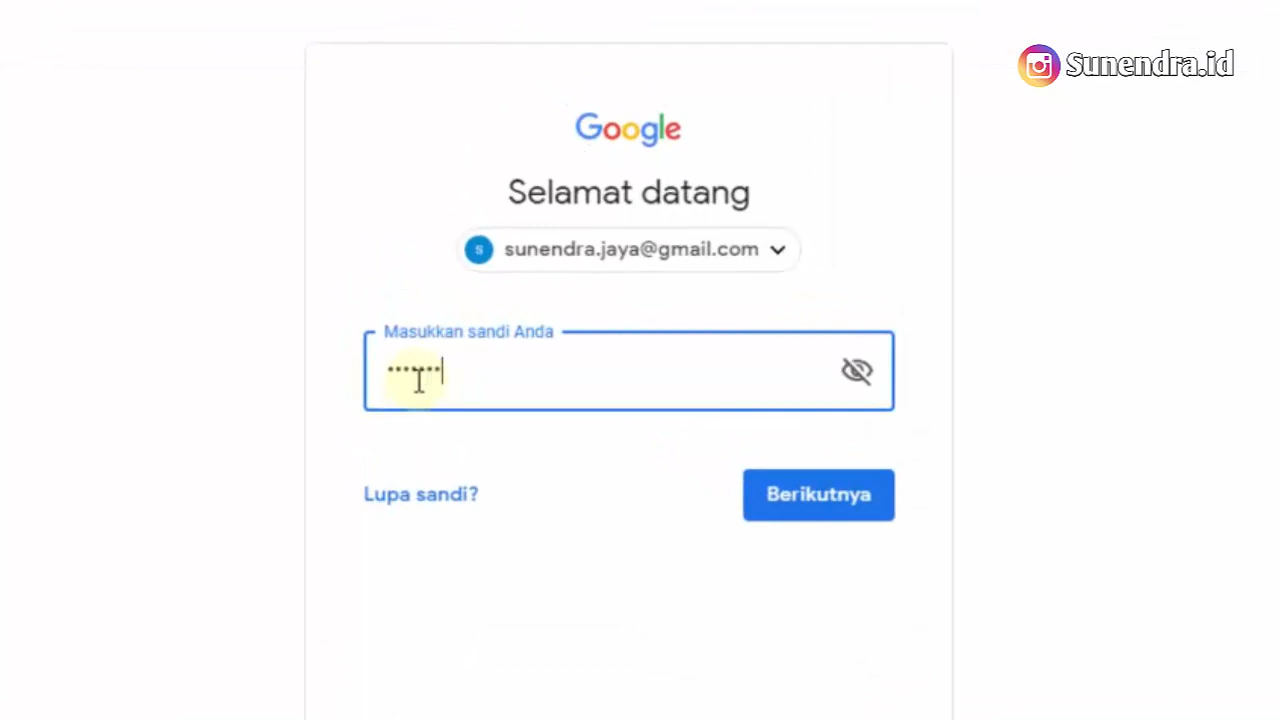 Sunendra.id
Google
Selamat datang
s sunendra.jaya@gmail.com
Masukkan sandi Anda
•••••••
Lupa sandi?
Berikutnya